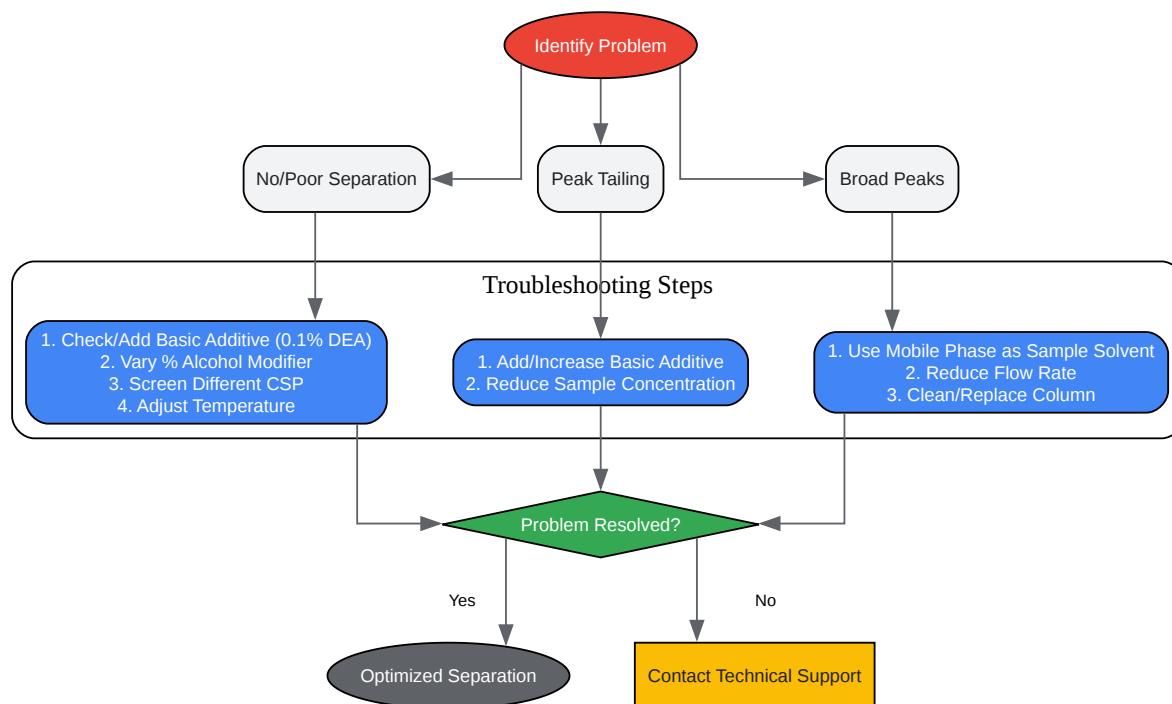 Identify Problem
No/Poor Separation
Peak Tailing
Broad Peaks
Troubleshooting Steps
1. Check/Add Basic Additive (0.1% DEA)
2. Vary % Alcohol Modifier
3. Screen Different CSP
4. Adjust Temperature
1. Add/Increase Basic Additive
2. Reduce Sample Concentration
1. Use Mobile Phase as Sample Solvent
2. Reduce Flow Rate
3. Clean/Replace Column
Problem Resolved?
Yes
No
Optimized Separation
Contact Technical Support